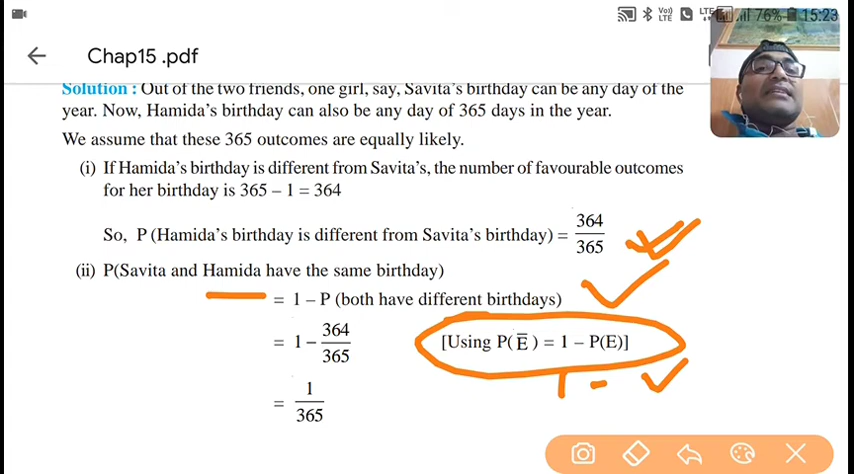 Vo))
LTE
LTE
76%
15:23
Chap15 .pdf
Solution : Out of the two friends, one girl, say, Savita's birthday can be any day of the
year. Now, Hamida's birthday can also be any day of 365 days in the year.
We assume that these 365 outcomes are equally likely.
(i) If Hamida's birthday is different from Savita's, the number of favourable outcomes
for her birthday is 365 – 1 = 364
So, P (Hamida's birthday is different from Savita's birthday) = 364/365
(ii) P(Savita and Hamida have the same birthday)
= 1 – P (both have different birthdays)
= 1 – 364/365 [Using P(E̅) = 1 – P(E)]
1 -
= 1/365